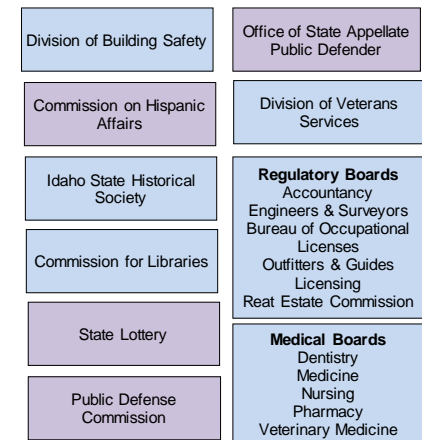 Division of Building Safety
Commission on Hispanic
Affairs
Idaho State Historical
Society
Commission for Libraries
State Lottery
Public Defense
Commission
Office of State Appellate
Public Defender
Division of Veterans
Services
Regulatory Boards
Accountancy
Engineers & Surveyors
Bureau of Occupational
Licenses
Outfitters & Guides
Licensing
Reat Estate Commission
Medical Boards
Dentistry
Medicine
Nursing
Pharmacy
Veterinary Medicine